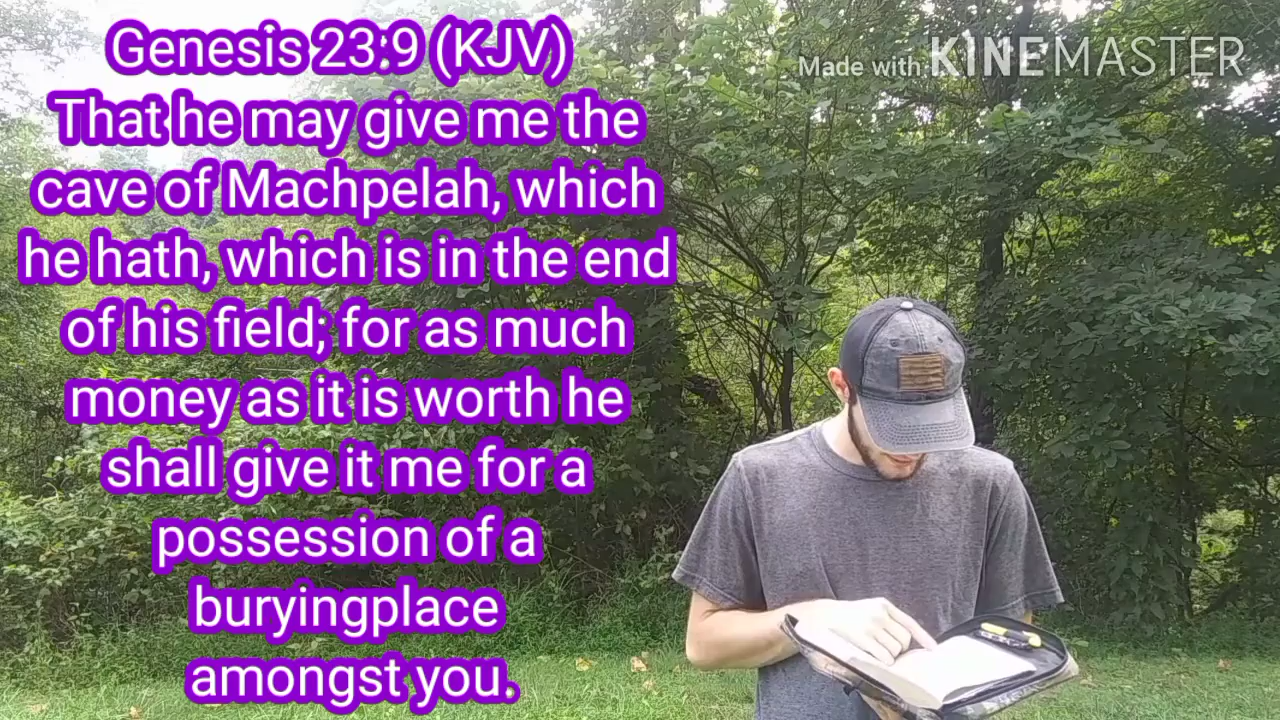 Genesis 23:9 (KJV)
That he may give me the
cave of Machpelah, which
he hath, which is in the end
of his field; for as much
money as it is worth he
shall give it me for a
possession of a
buryingplace
amongst you.
Made with KINEMASTER